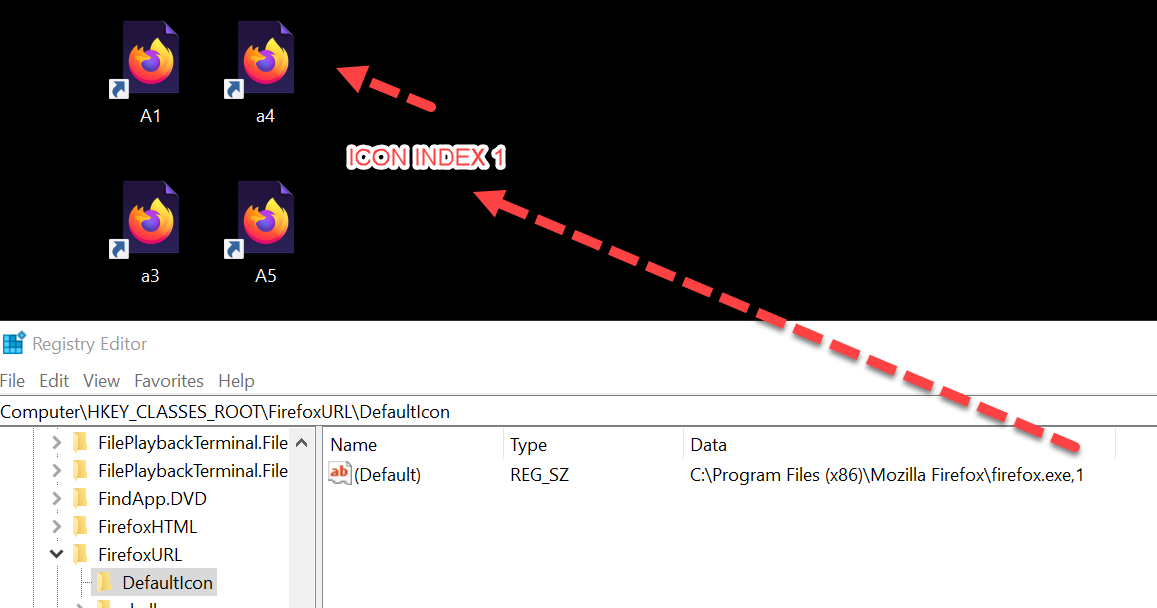 A1 a4
ICON INDEX 1
a3 A5
Registry Editor
File Edit View Favorites Help
Computer\HKEY_CLASSES_ROOT\FirefoxURL\DefaultIcon
Name Type Data
FilePlaybackTerminal.File
ab (Default) REG_SZ C:\Program Files (x86)\Mozilla Firefox\firefox.exe,1
FilePlaybackTerminal.File
FindApp.DVD
FirefoxHTML
FirefoxURL
DefaultIcon